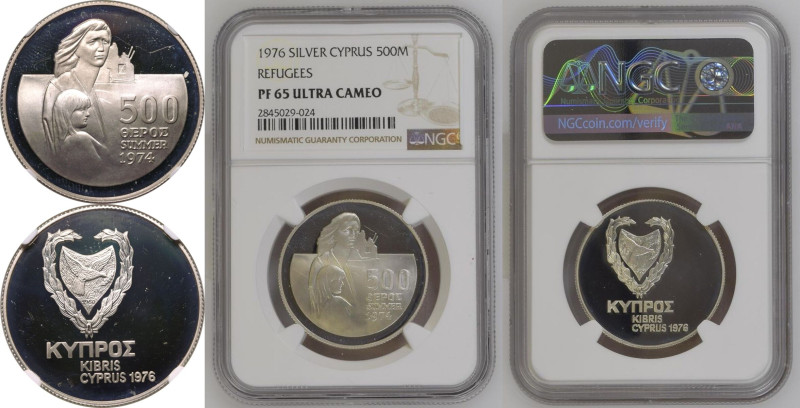 500
ΘΕΡΟΣ
SUMMER
1974
ΚΥΠΡΟΣ
KIBRIS
CYPRUS 1976
1976 SILVER CYPRUS 500M
REFUGEES
PF 65 ULTRA CAMEO
2845029-024
NUMISMATIC GUARANTY CORPORATION NGC
500
ΘΕΡΟΣ
SUMMER
1974
NGC
NGCcoin.com/verify
ΚΥΠΡΟΣ
KIBRIS
CYPRUS 1976